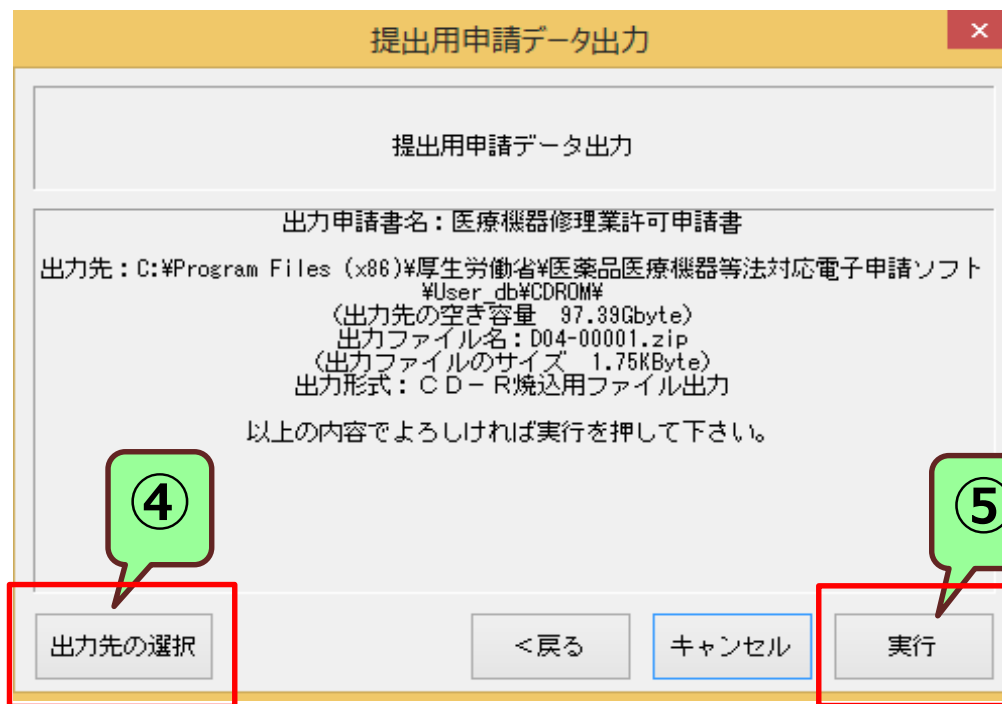 提出用申請データ出力
×
提出用申請データ出力
出力申請書名：医療機器修理業許可申請書
出力先：C:¥Program Files (x86)¥厚生労働省¥医薬品医療機器等法対応電子申請ソフト
¥User_db¥CDROM¥
（出力先の空き容量　97.39Gbyte）
出力ファイル名：D04-00001.zip
（出力ファイルのサイズ　1.75KByte）
出力形式：ＣＤ－Ｒ焼込用ファイル出力
以上の内容でよろしければ実行を押して下さい。
④
⑤
出力先の選択
<戻る
キャンセル
実行